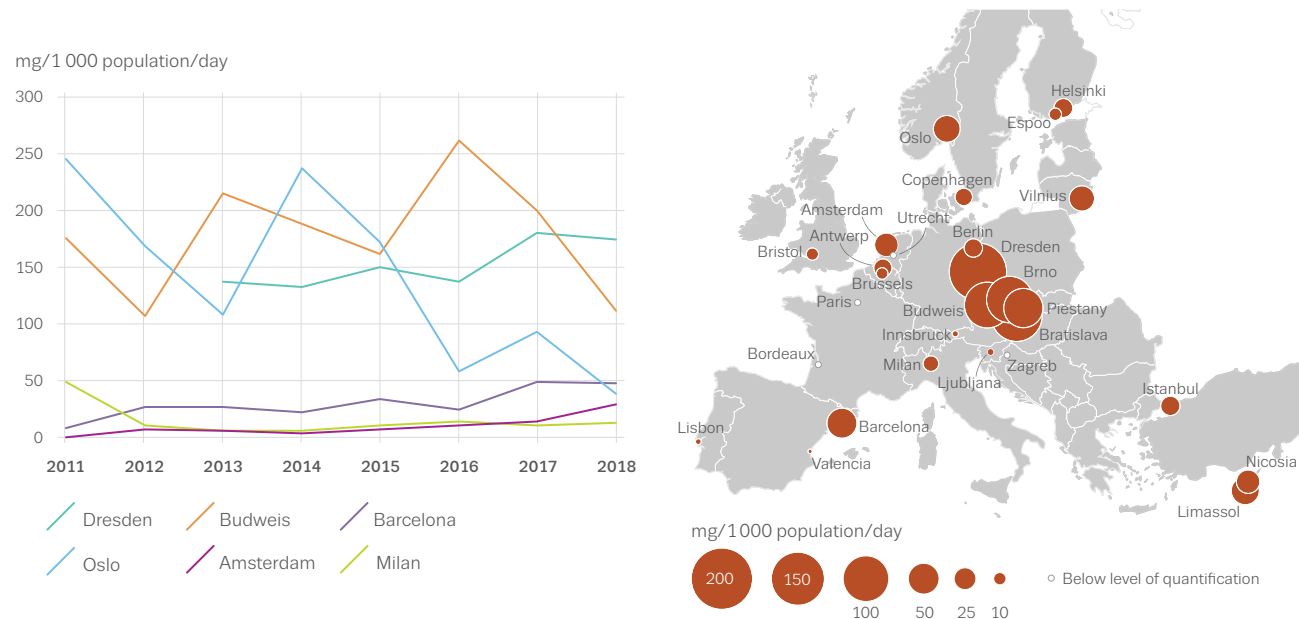 mg/1 000 population/day
300
250
200
150
100
50
0
2011 2012 2013 2014 2015 2016 2017 2018
Dresden Budweis Barcelona
Oslo Amsterdam Milan
Helsinki
Espoo
Oslo
Copenhagen
Vilnius
Amsterdam
Utrecht
Antwerp
Berlin
Dresden
Bristol
Brno
Brussels
Paris
Budweis
Piestany
Innsbruck
Bratislava
Bordeaux
Milan
Zagreb
Ljubljana
Istanbul
Lisbon
Barcelona
Valencia
Nicosia
Limassol
mg/1 000 population/day
200 150 100 50 25 10
Below level of quantification